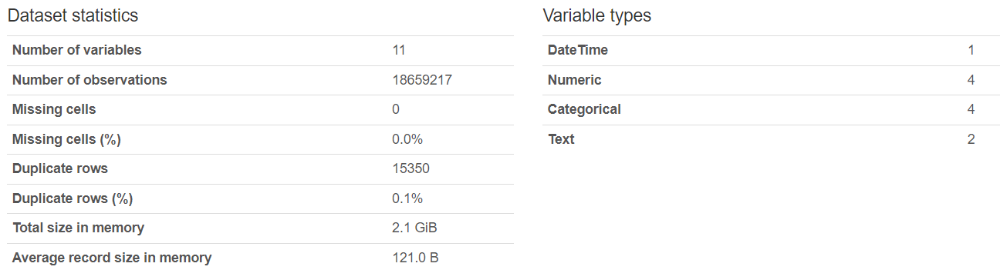 Dataset statistics
Number of variables 11
Number of observations 18659217
Missing cells 0
Missing cells (%) 0.0%
Duplicate rows 15350
Duplicate rows (%) 0.1%
Total size in memory 2.1 GiB
Average record size in memory 121.0 B
Variable types
DateTime 1
Numeric 4
Categorical 4
Text 2